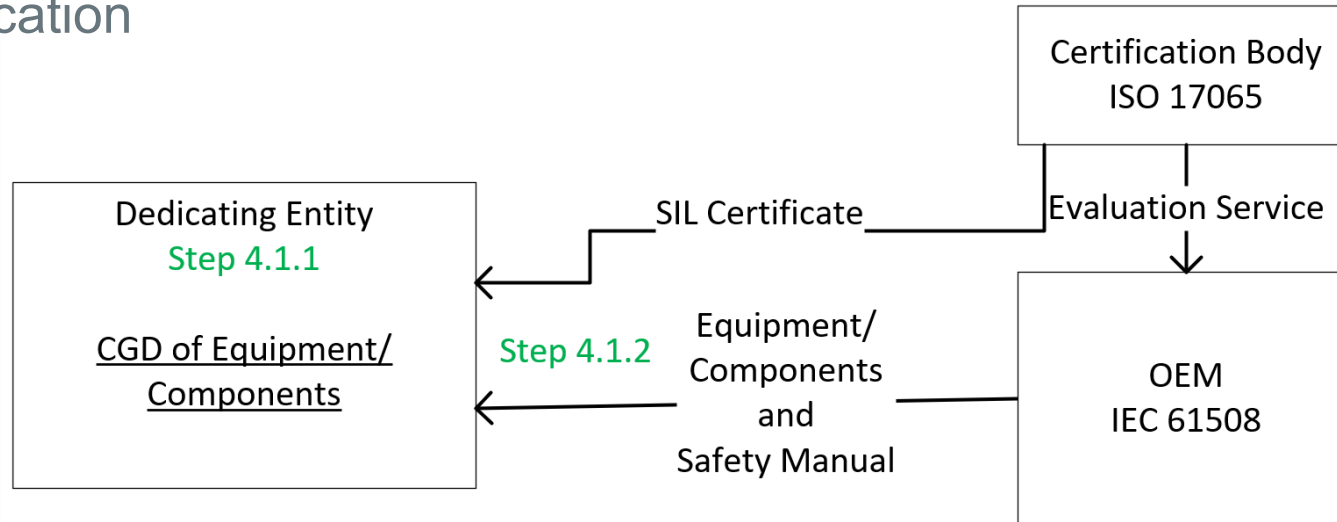 cation
Certification Body
ISO 17065
Dedicating Entity
Step 4.1.1
CGD of Equipment/
Components
SIL Certificate
Evaluation Service
Step 4.1.2
Equipment/
Components
and
Safety Manual
OEM
IEC 61508